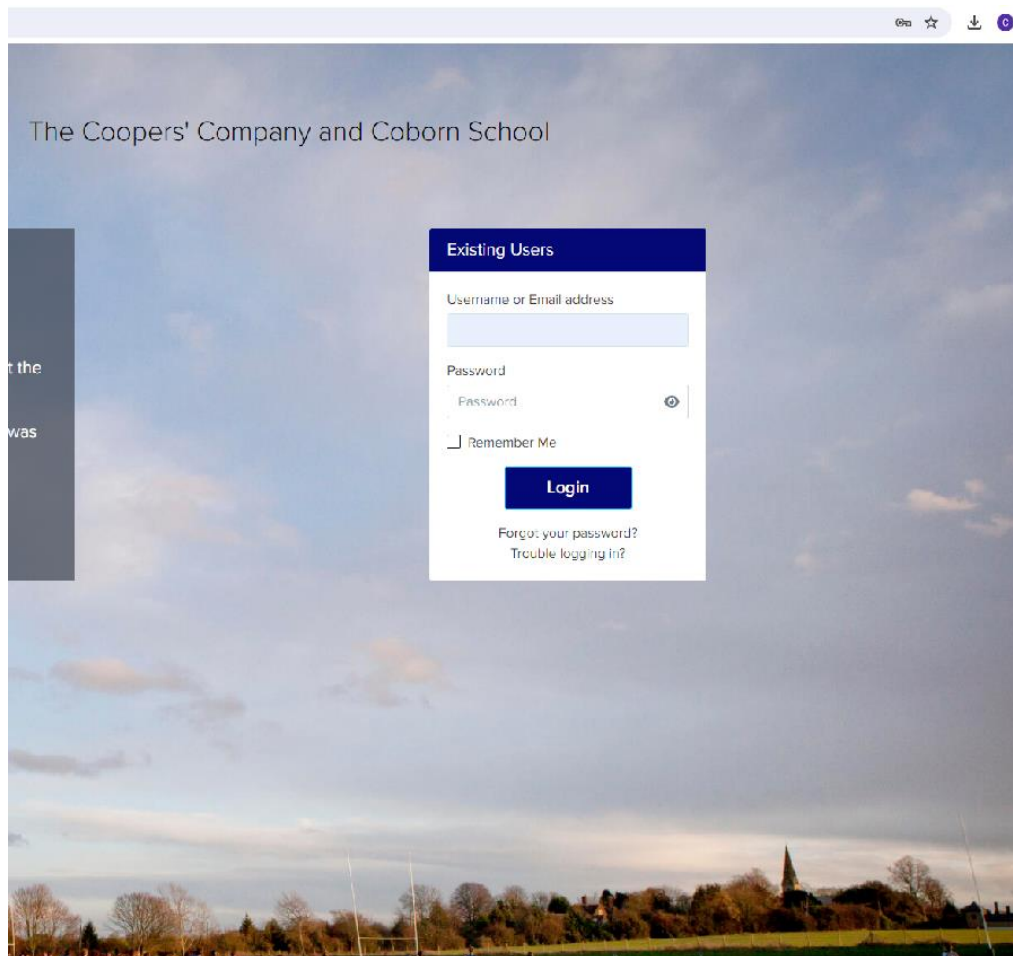 C
The Coopers' Company and Coborn School
t the
was
Existing Users
Username or Email address
Password
Password
Remember Me
Login
Forgot your password?
Trouble logging in?